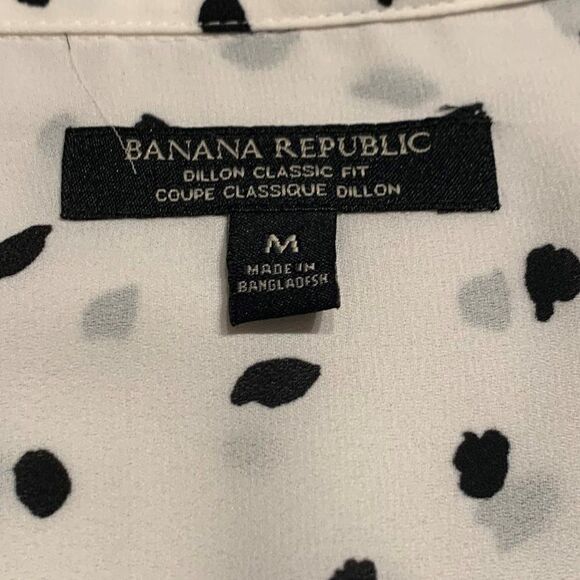 BANANA REPUBLIC
DILLON CLASSIC FIT
COUPE CLASSIQUE DILLON
M
MADE IN
BANGLADESH